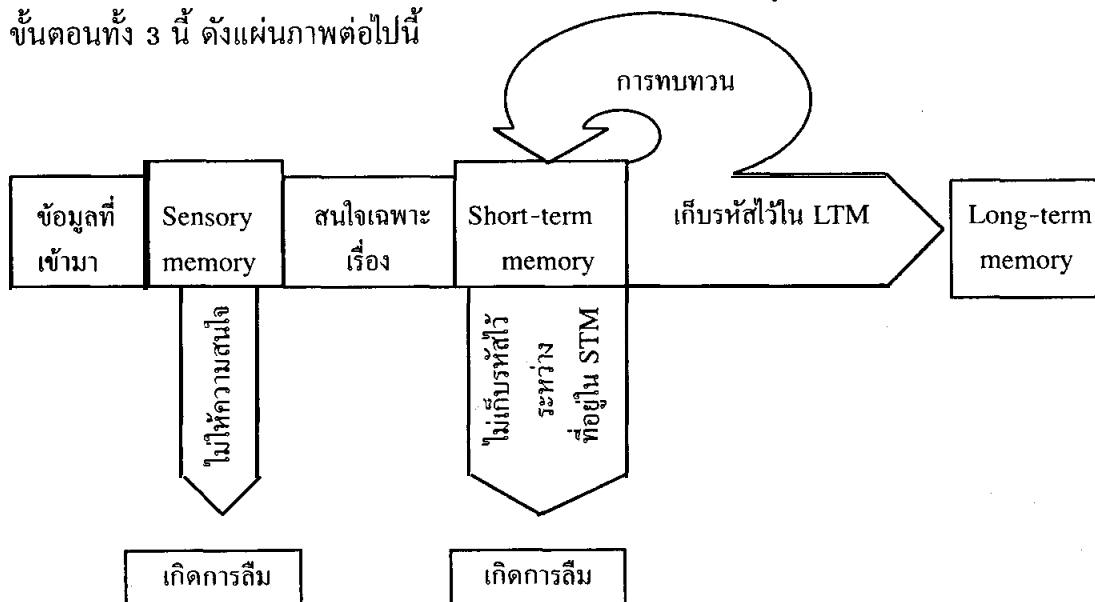 ขั้นตอนทั้ง 3 นี้ ดังแผ่นภาพต่อไปนี้
การทบทวน
ข้อมูลที่
เข้ามา
Sensory
memory
สนใจเฉพาะ
เรื่อง
Short-term
memory
เก็บรหัสไว้ใน LTM
Long-term
memory
ไม่ให้ความสนใจ
ไม่เก็บรหัสไว้
ระหว่าง
ที่อยู่ใน STM
เกิดการลืม
เกิดการลืม